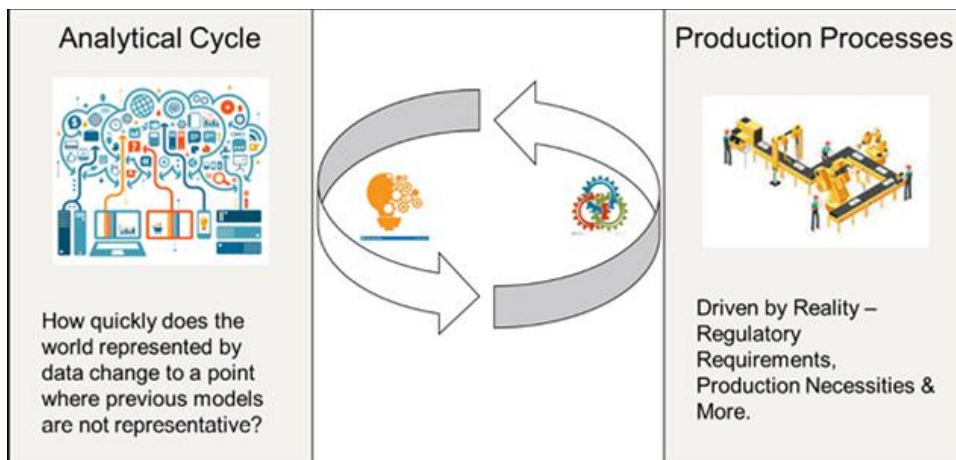 Analytical Cycle
How quickly does the
world represented by
data change to a point
where previous models
are not representative?
Production Processes
Driven by Reality –
Regulatory
Requirements,
Production Necessities &
More.